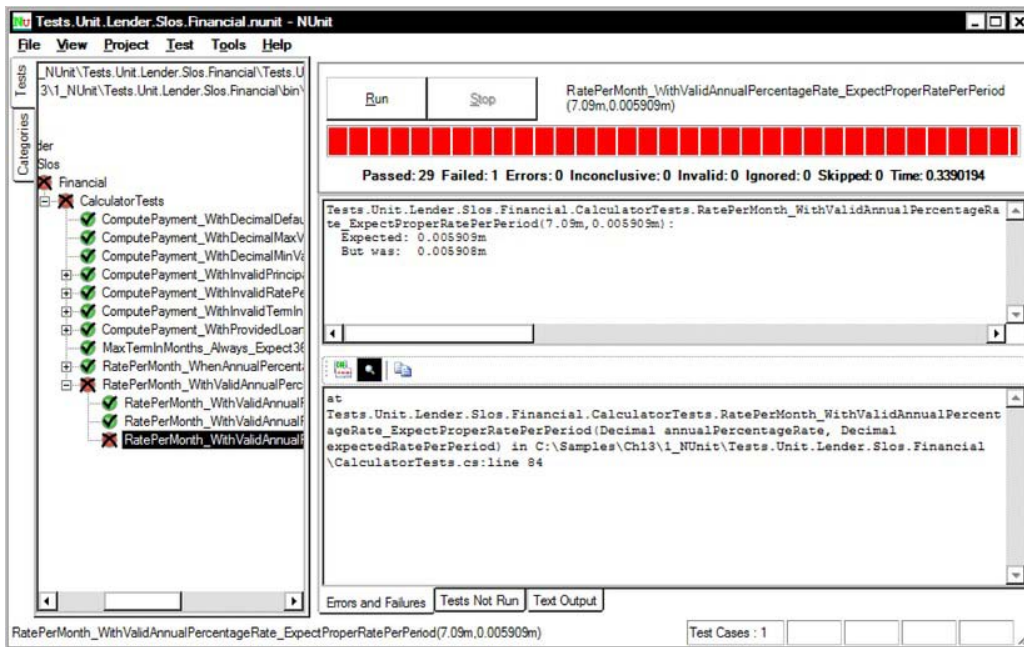 Tests.Unit.Lender.Slos.Financial.nunit - NUnit
File View Project Test Tools Help
Tests
Categories
_NUnit\Tests.Unit.Lender.Slos.Financial\Tests.U
3\1_NUnit\Tests.Unit.Lender.Slos.Financial\bin\
der
Slos
Financial
CalculatorTests
ComputePayment_WithDecimalDefau
ComputePayment_WithDecimalMaxV
ComputePayment_WithDecimalMinVa
ComputePayment_WithInvalidPrincipa
ComputePayment_WithInvalidRatePe
ComputePayment_WithInvalidTermIn
ComputePayment_WithProvidedLoan
MaxTermInMonths_Always_Expect36
RatePerMonth_WhenAnnualPercenta
RatePerMonth_WithValidAnnualPerc
RatePerMonth_WithValidAnnualF
RatePerMonth_WithValidAnnualF
RatePerMonth_WithValidAnnualF
Run Stop
RatePerMonth_WithValidAnnualPercentageRate_ExpectProperRatePerPeriod
(7.09m,0.005909m)
Passed: 29 Failed: 1 Errors: 0 Inconclusive: 0 Invalid: 0 Ignored: 0 Skipped: 0 Time: 0.3390194
Tests.Unit.Lender.Slos.Financial.CalculatorTests.RatePerMonth_WithValidAnnualPercentageRa
te_ExpectProperRatePerPeriod(7.09m,0.005909m):
Expected: 0.005909m
But was: 0.005908m
at
Tests.Unit.Lender.Slos.Financial.CalculatorTests.RatePerMonth_WithValidAnnualPercent
ageRate_ExpectProperRatePerPeriod(Decimal annualPercentageRate, Decimal
expectedRatePerPeriod) in C:\Samples\Ch13\1_NUnit\Tests.Unit.Lender.Slos.Financial
\CalculatorTests.cs:line 84
Errors and Failures Tests Not Run Text Output
RatePerMonth_WithValidAnnualPercentageRate_ExpectProperRatePerPeriod(7.09m,0.005909m) Test Cases : 1